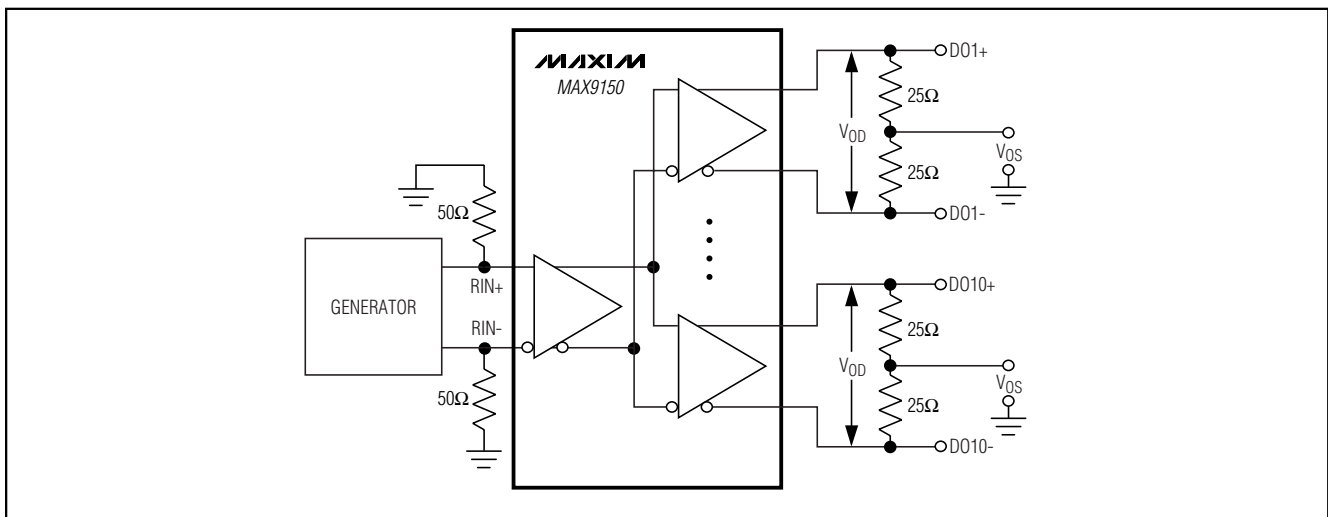 MAXIM
MAX9150
DO1+
25Ω
VOD
VOS
25Ω
DO1-
50Ω
RIN+
GENERATOR
RIN-
50Ω
DO10+
25Ω
VOD
VOS
25Ω
DO10-